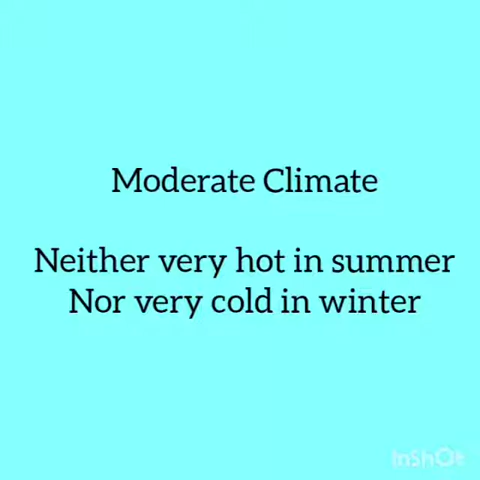 Moderate Climate
Neither very hot in summer
Nor very cold in winter
InShOt